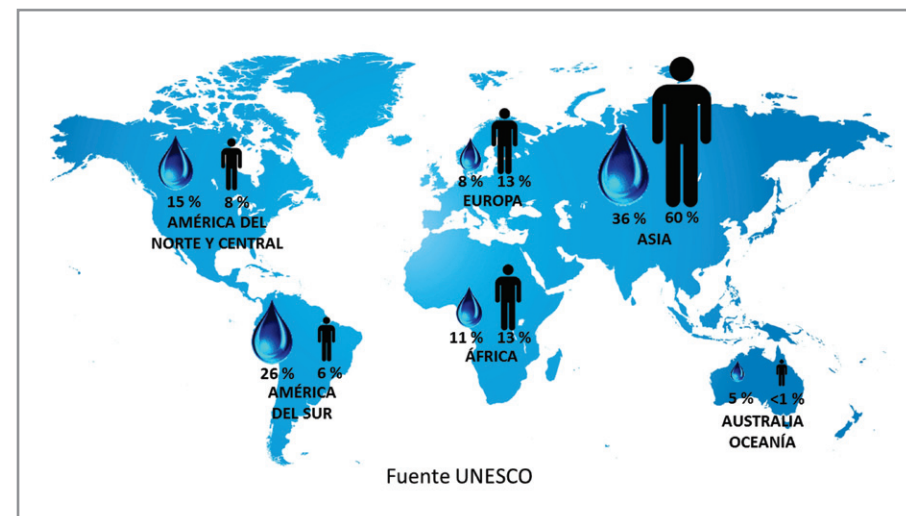 15 % 8 %
AMÉRICA DEL
NORTE Y CENTRAL
8 % 13 %
EUROPA
36 % 60 %
ASIA
11 % 13 %
ÁFRICA
26 % 6 %
AMÉRICA
DEL SUR
5 % <1 %
AUSTRALIA
OCEANÍA
Fuente UNESCO